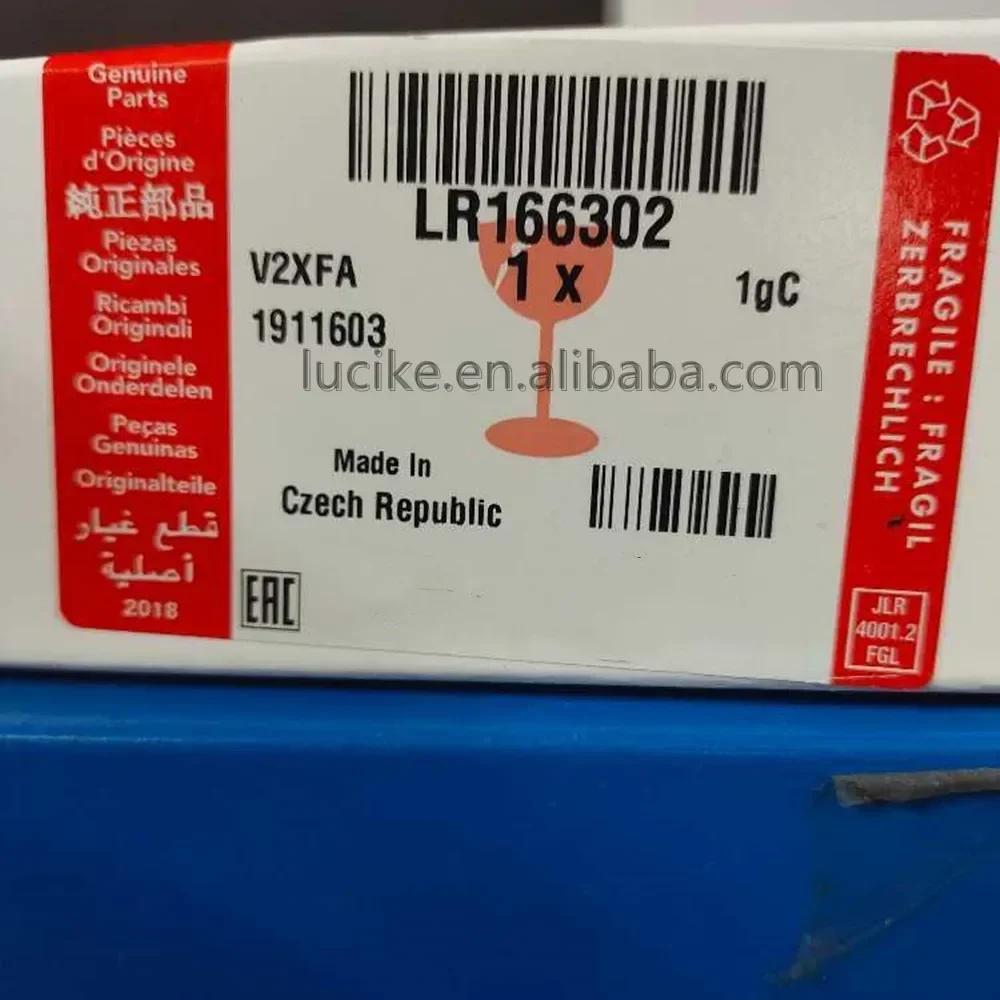 Genuine
Parts
Pièces
d'Origine
純正部品
Piezas
Originales
Ricambi
Originali
Originele
Onderdelen
Peças
Genuinas
Originalteile
قطع غيار
أصلية
2018
LR166302
1 x
V2XFA
1gC
1911603
lucike.en.alibaba.com
Made In
Czech Republic
EAC
FRAGILE : FRAGIL
ZERBRECHLICH
JLR
4001.2
FGL